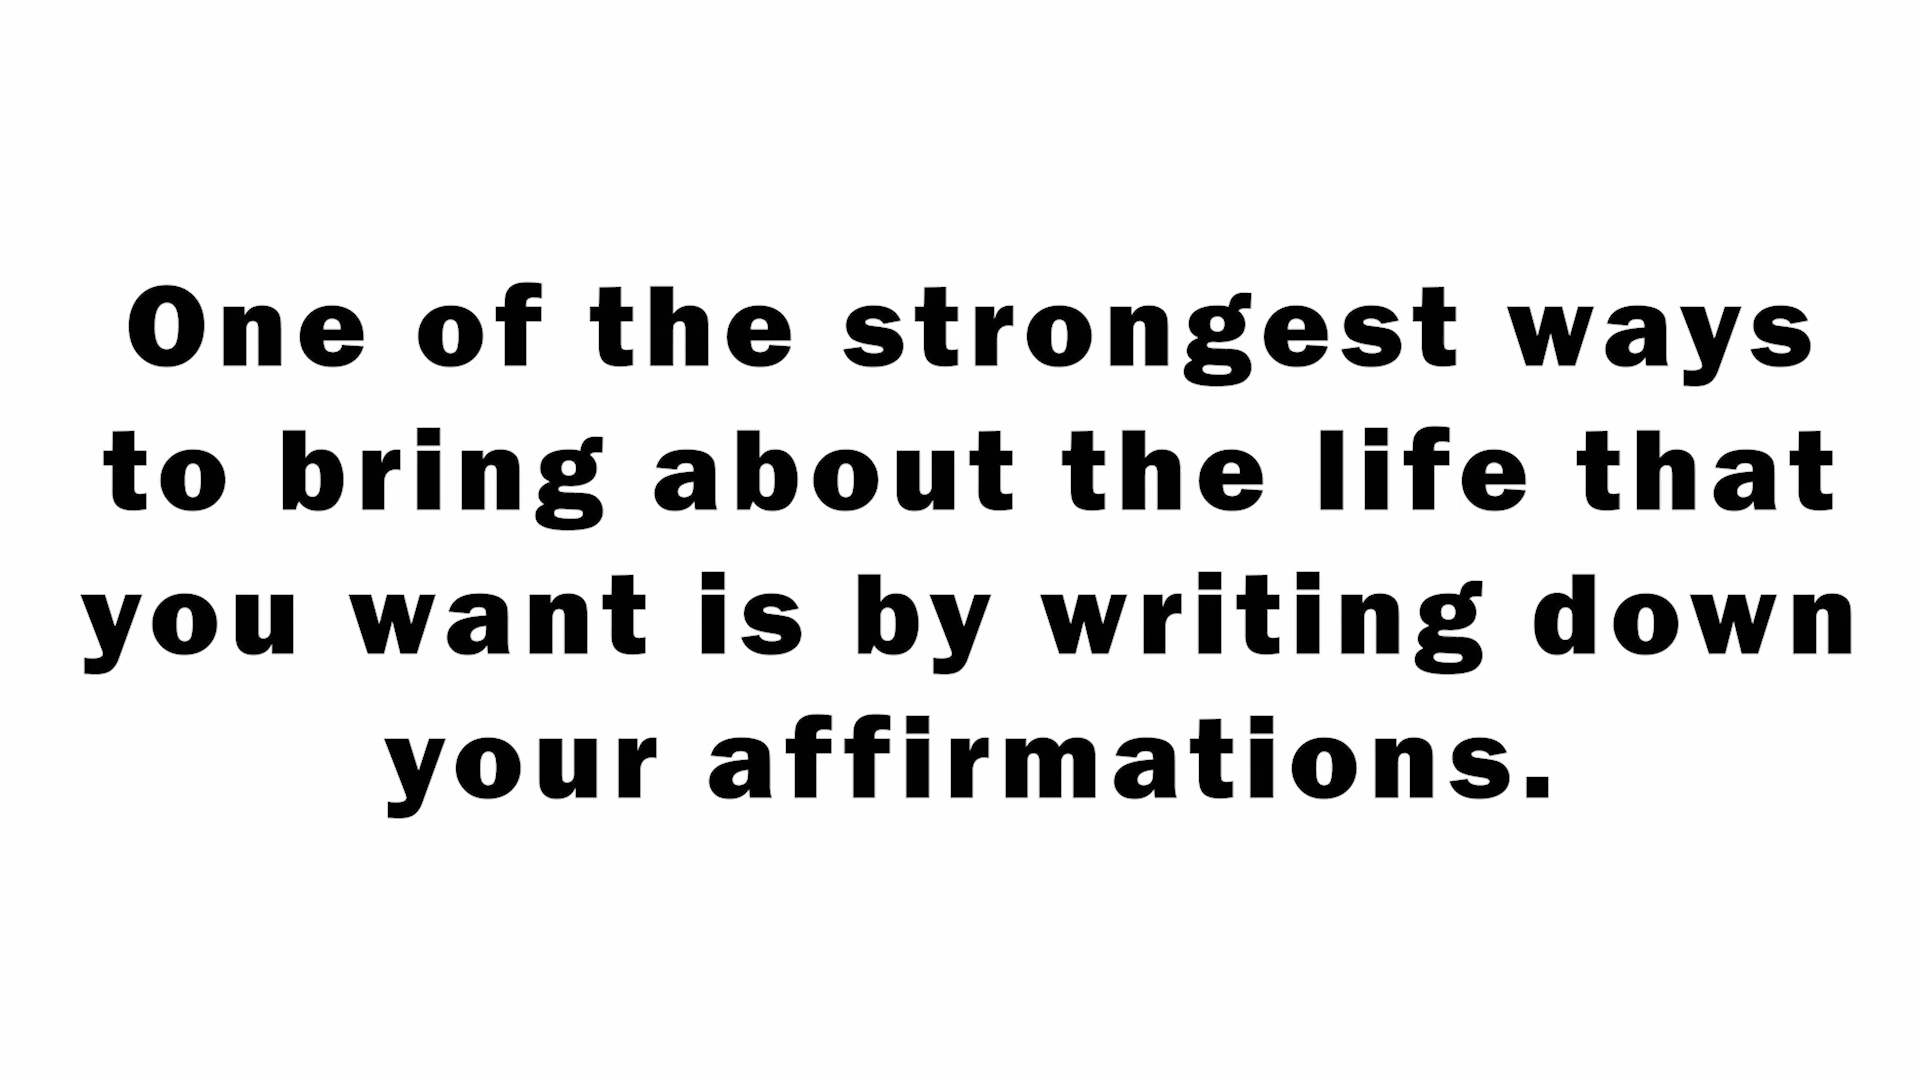 One of the strongest ways
to bring about the life that
you want is by writing down
your affirmations.